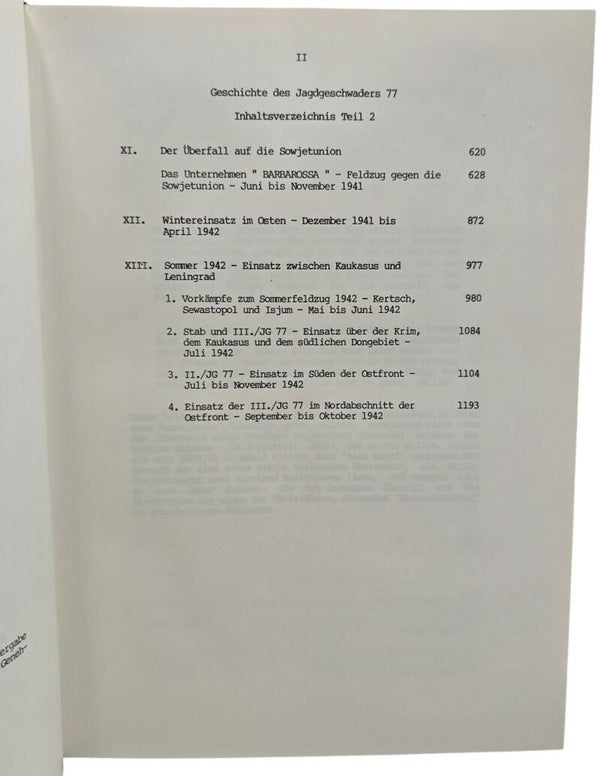 II
Geschichte des Jagdgeschwaders 77
Inhaltsverzeichnis Teil 2
XI. Der Überfall auf die Sowjetunion 620
Das Unternehmen " BARBAROSSA " - Feldzug gegen die 628
Sowjetunion - Juni bis November 1941
XII. Wintereinsatz im Osten - Dezember 1941 bis 872
April 1942
XIII. Sommer 1942 - Einsatz zwischen Kaukasus und 977
Leningrad
1. Vorkämpfe zum Sommerfeldzug 1942 - Kertsch, 980
Sewastopol und Isjum - Mai bis Juni 1942
2. Stab und III./JG 77 - Einsatz über der Krim, 1084
dem Kaukasus und dem südlichen Dongebiet -
Juli 1942
3. II./JG 77 - Einsatz im Süden der Ostfront - 1104
Juli bis November 1942
4. Einsatz der III./JG 77 im Nordabschnitt der 1193
Ostfront - September bis Oktober 1942
ergabe
Geneh-